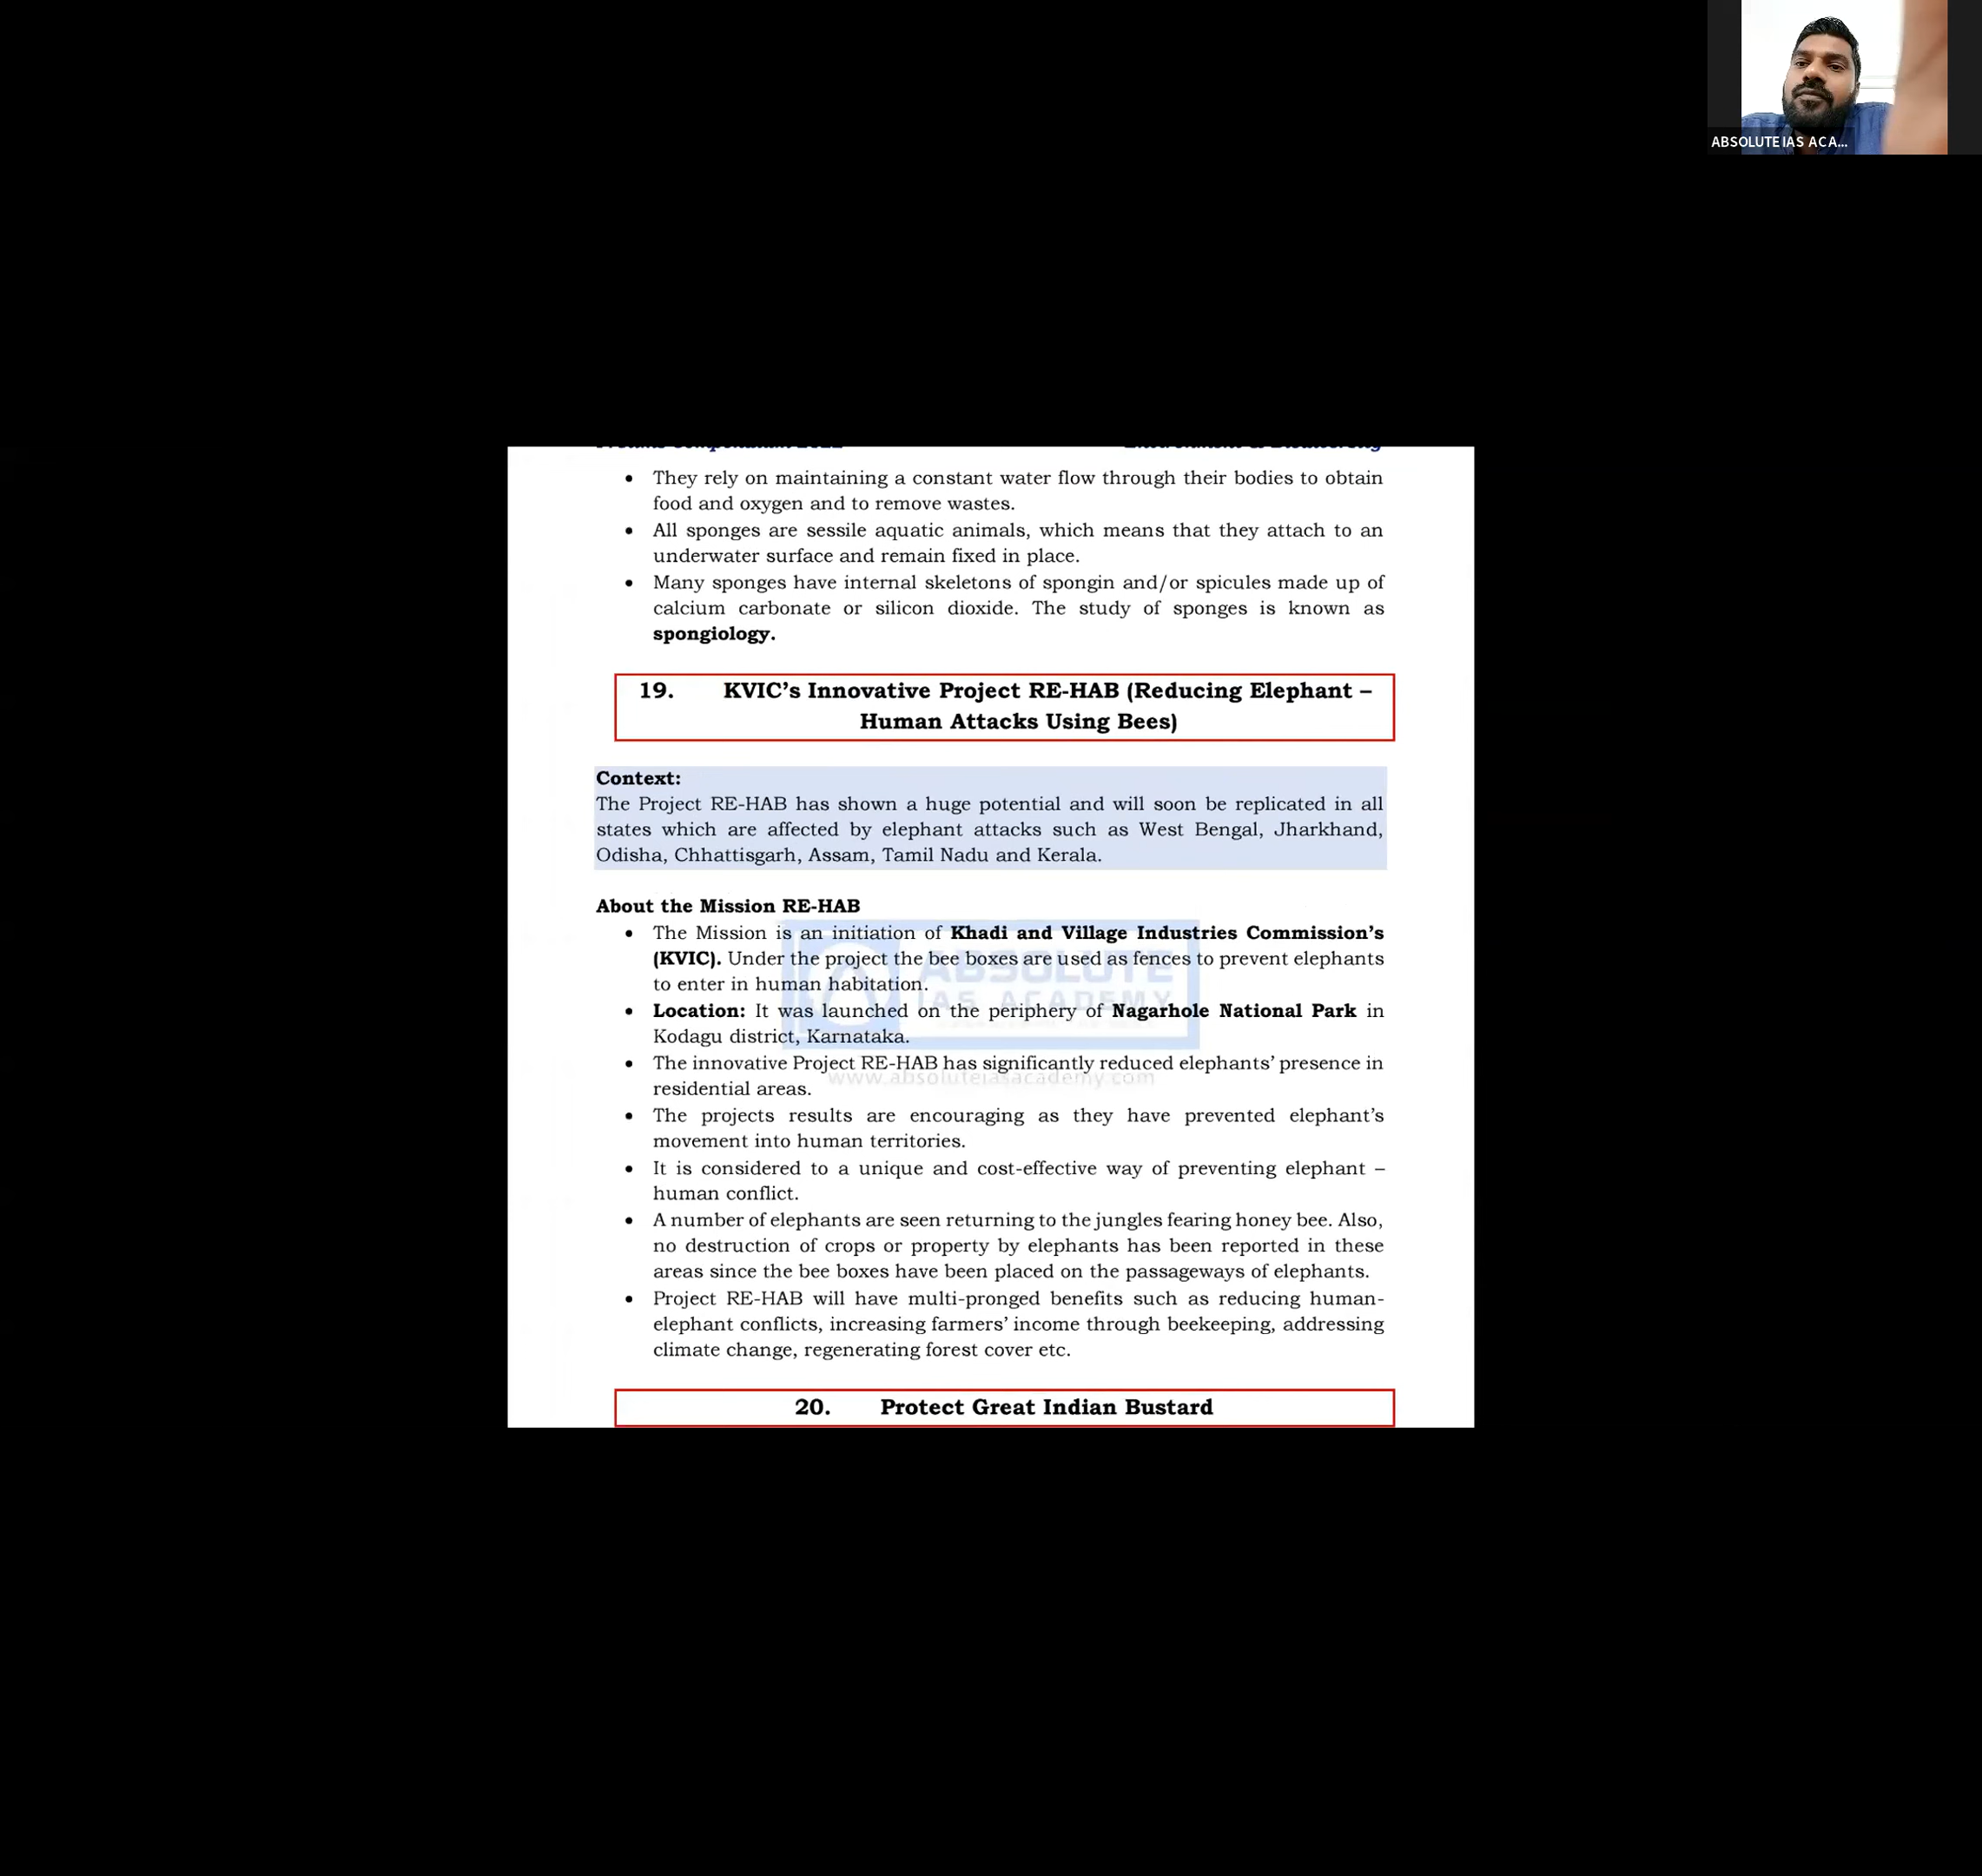 ABSOLUTE IAS ACA...
• They rely on maintaining a constant water flow through their bodies to obtain
food and oxygen and to remove wastes.
• All sponges are sessile aquatic animals, which means that they attach to an
underwater surface and remain fixed in place.
• Many sponges have internal skeletons of spongin and/or spicules made up of
calcium carbonate or silicon dioxide. The study of sponges is known as
spongiology.
19. KVIC’s Innovative Project RE-HAB (Reducing Elephant –
Human Attacks Using Bees)
Context:
The Project RE-HAB has shown a huge potential and will soon be replicated in all
states which are affected by elephant attacks such as West Bengal, Jharkhand,
Odisha, Chhattisgarh, Assam, Tamil Nadu and Kerala.
About the Mission RE-HAB
• The Mission is an initiation of Khadi and Village Industries Commission’s
(KVIC). Under the project the bee boxes are used as fences to prevent elephants
to enter in human habitation.
• Location: It was launched on the periphery of Nagarhole National Park in
Kodagu district, Karnataka.
• The innovative Project RE-HAB has significantly reduced elephants’ presence in
residential areas.
• The projects results are encouraging as they have prevented elephant’s
movement into human territories.
• It is considered to a unique and cost-effective way of preventing elephant –
human conflict.
• A number of elephants are seen returning to the jungles fearing honey bee. Also,
no destruction of crops or property by elephants has been reported in these
areas since the bee boxes have been placed on the passageways of elephants.
• Project RE-HAB will have multi-pronged benefits such as reducing human-
elephant conflicts, increasing farmers’ income through beekeeping, addressing
climate change, regenerating forest cover etc.
20. Protect Great Indian Bustard
ABSOLUTE
IAS ACADEMY
www.absoluteiasacademy.com